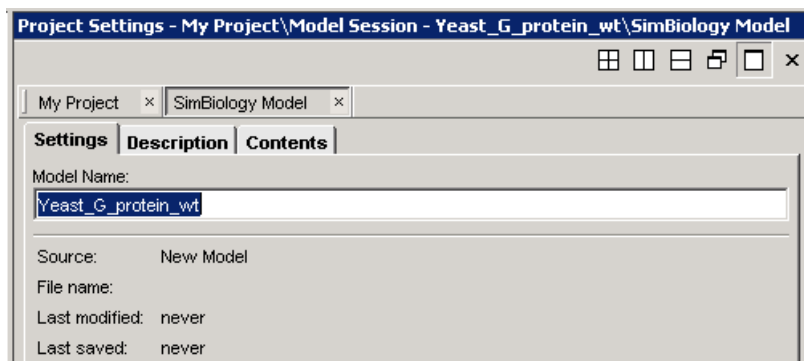 Project Settings - My Project\Model Session - Yeast_G_protein_wt\SimBiology Model
My Project SimBiology Model
Settings Description Contents
Model Name:
Yeast_G_protein_wt
Source: New Model
File name:
Last modified: never
Last saved: never